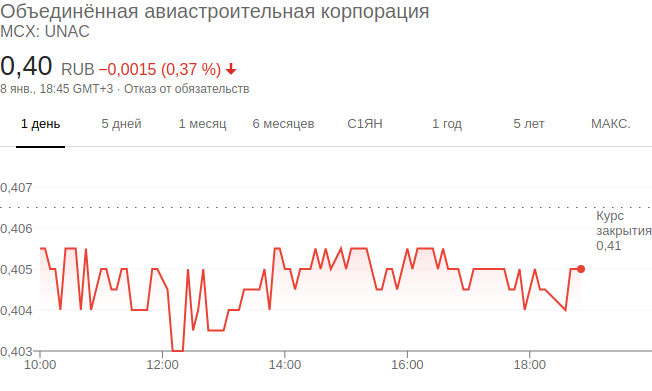 Объединённая авиастроительная корпорация
MCX: UNAC
0,40 RUB −0,0015 (0,37 %)
8 янв., 18:45 GMT+3 · Отказ от обязательств
1 день 5 дней 1 месяц 6 месяцев С1ЯН 1 год 5 лет МАКС.
0,407
Курс
закрытия
0,41
0,406
0,405
0,404
0,403
10:00 12:00 14:00 16:00 18:00